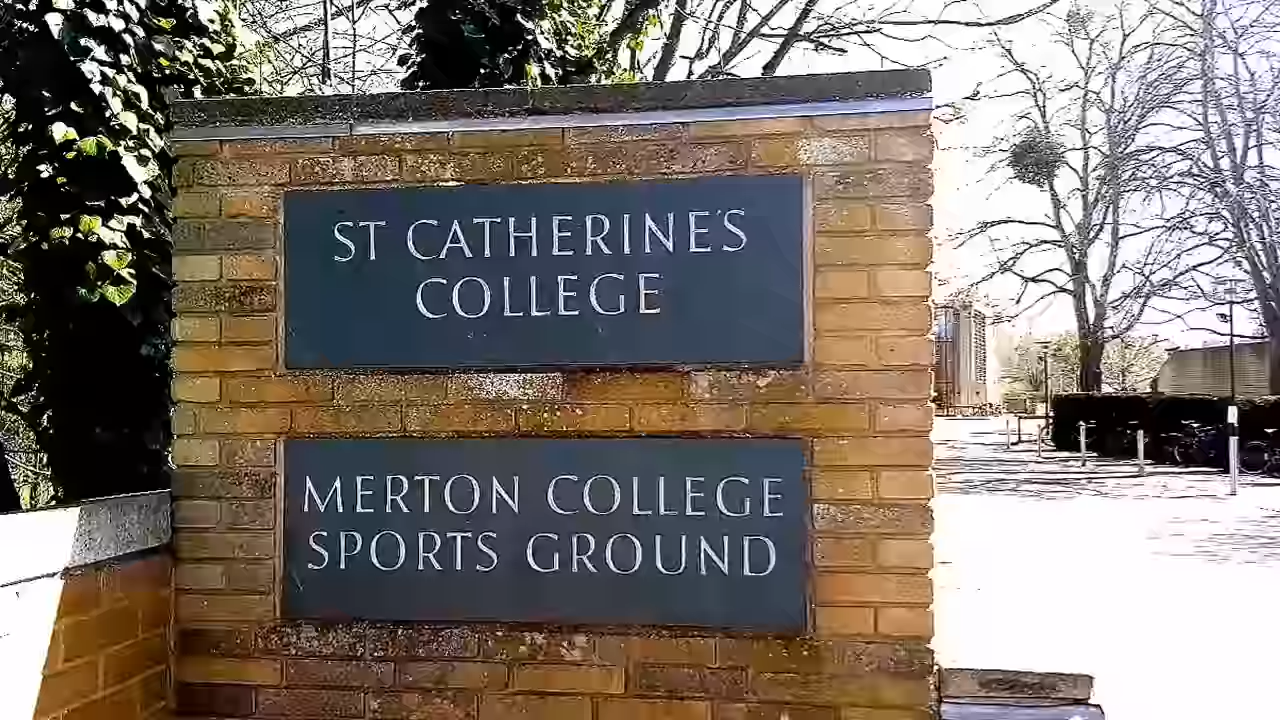 ST CATHERINE'S
COLLEGE
MERTON COLLEGE
SPORTS GROUND